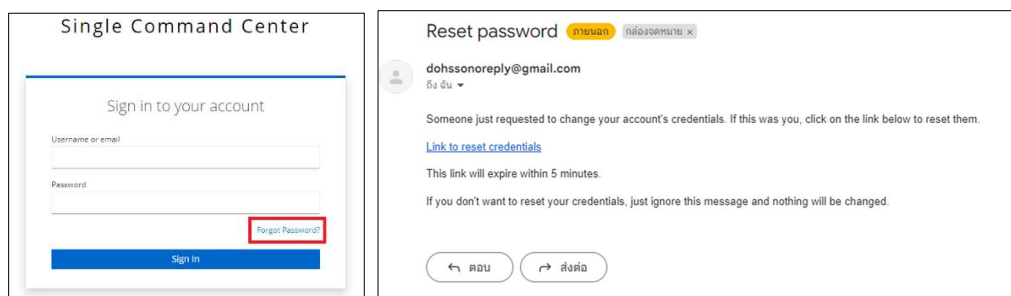 Single Command Center
Sign in to your account
Username or email
Password
Forgot Password?
Sign In
Reset password ภายนอก กล่องจดหมาย ×
dohssonoreply@gmail.com
ถึง ฉัน
Someone just requested to change your account's credentials. If this was you, click on the link below to reset them.
Link to reset credentials
This link will expire within 5 minutes.
If you don't want to reset your credentials, just ignore this message and nothing will be changed.
ตอบ ส่งต่อ